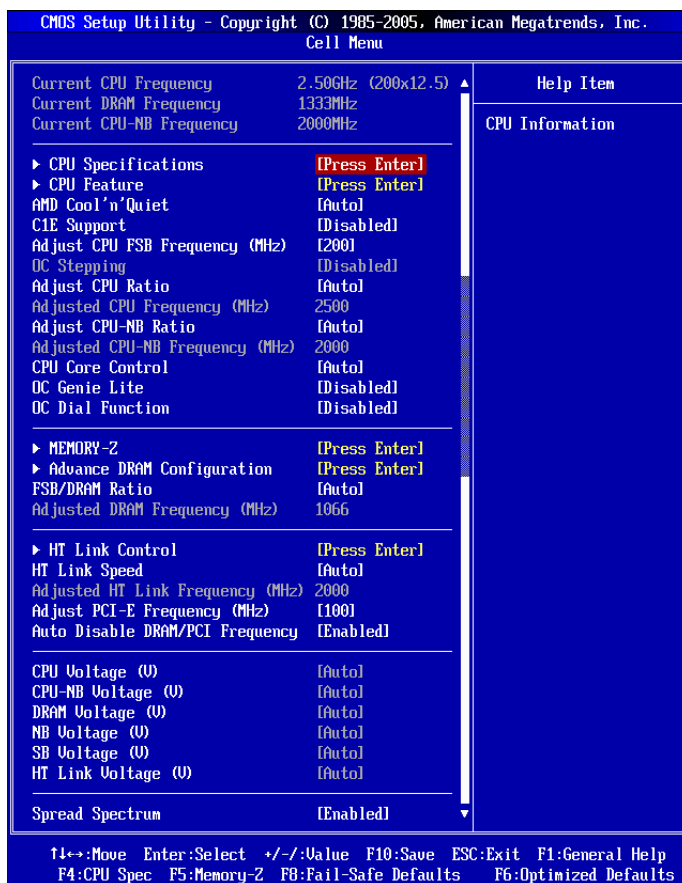 CMOS Setup Utility - Copyright (C) 1985-2005, American Megatrends, Inc.
Cell Menu
Current CPU Frequency 2.50GHz (200x12.5)
Current DRAM Frequency 1333MHz
Current CPU-NB Frequency 2000MHz
▶ CPU Specifications [Press Enter]
▶ CPU Feature [Press Enter]
AMD Cool'n'Quiet [Auto]
C1E Support [Disabled]
Adjust CPU FSB Frequency (MHz) [200]
OC Stepping [Disabled]
Adjust CPU Ratio [Auto]
Adjusted CPU Frequency (MHz) 2500
Adjust CPU-NB Ratio [Auto]
Adjusted CPU-NB Frequency (MHz) 2000
CPU Core Control [Auto]
OC Genie Lite [Disabled]
OC Dial Function [Disabled]
▶ MEMORY-Z [Press Enter]
▶ Advance DRAM Configuration [Press Enter]
FSB/DRAM Ratio [Auto]
Adjusted DRAM Frequency (MHz) 1066
▶ HT Link Control [Press Enter]
HT Link Speed [Auto]
Adjusted HT Link Frequency (MHz) 2000
Adjust PCI-E Frequency (MHz) [100]
Auto Disable DRAM/PCI Frequency [Enabled]
CPU Voltage (V) [Auto]
CPU-NB Voltage (V) [Auto]
DRAM Voltage (V) [Auto]
NB Voltage (V) [Auto]
SB Voltage (V) [Auto]
HT Link Voltage (V) [Auto]
Spread Spectrum [Enabled]
Help Item
CPU Information
↑↓←→:Move Enter:Select +/-/:Value F10:Save ESC:Exit F1:General Help
F4:CPU Spec F5:Memory-Z F8:Fail-Safe Defaults F6:Optimized Defaults